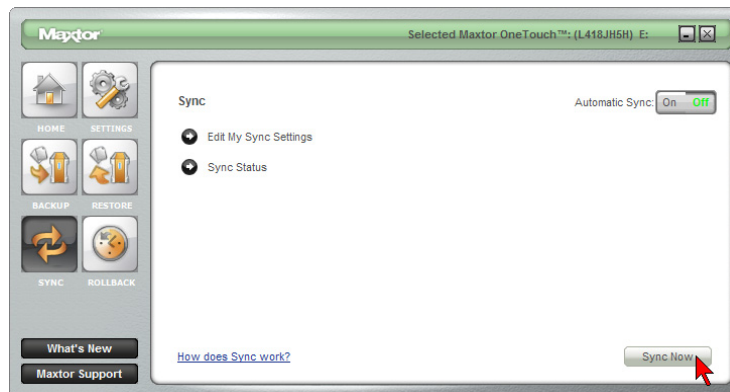 Maxtor
Selected Maxtor OneTouch™: (L418JH5H) E:
HOME SETTINGS
BACKUP RESTORE
SYNC ROLLBACK
What's New
Maxtor Support
Sync
Automatic Sync: On Off
Edit My Sync Settings
Sync Status
How does Sync work?
Sync Now